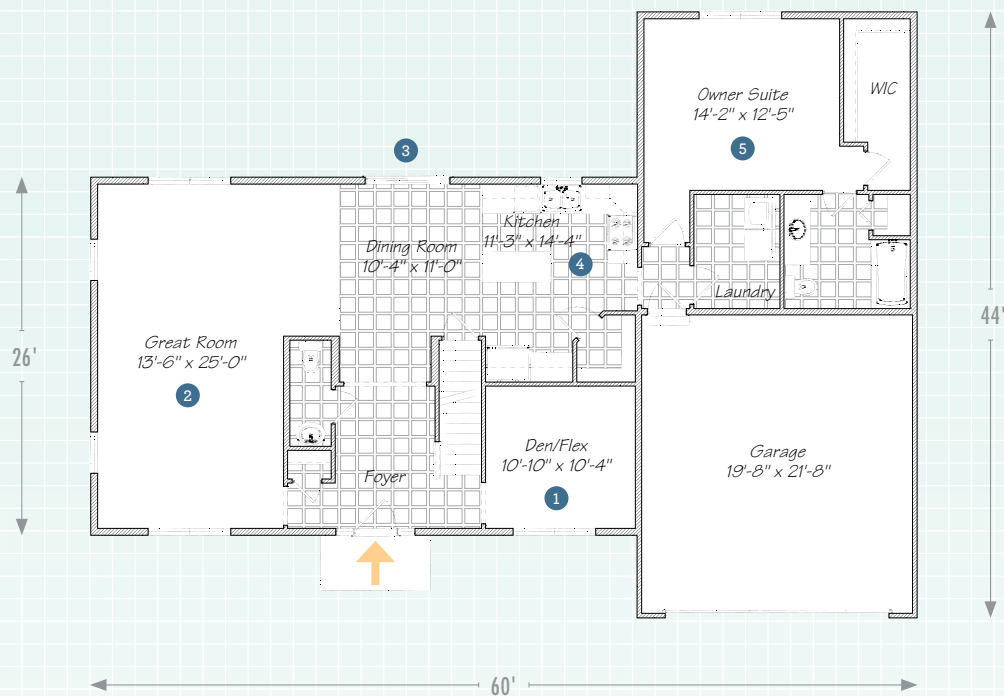 WIC
Owner Suite
14'-2" x 12'-5"
5
3
Kitchen
11'-3" x 14'-4"
4
Dining Room
10'-4" x 11'-0"
Laundry
44'
26'
Great Room
13'-6" x 25'-0"
2
Den/Flex
10'-10" x 10'-4"
1
Garage
19'-8" x 21'-8"
Foyer
60'